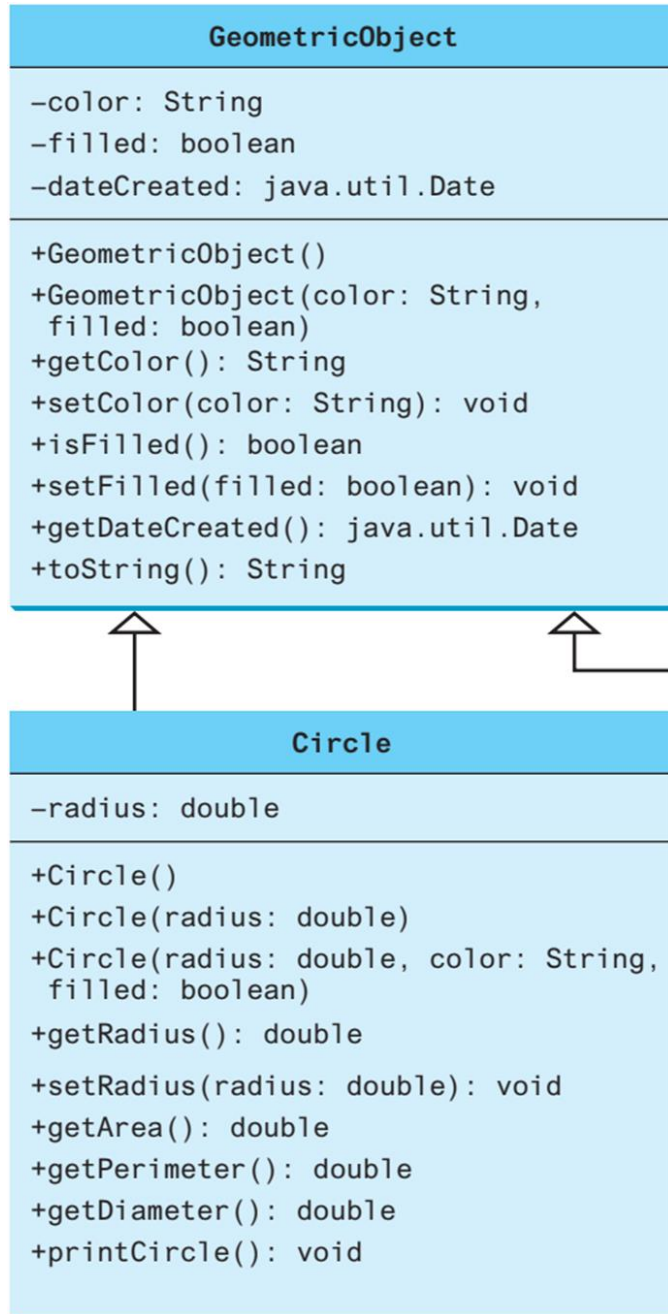 GeometricObject
–color: String
–filled: boolean
–dateCreated: java.util.Date
+GeometricObject()
+GeometricObject(color: String,
filled: boolean)
+getColor(): String
+setColor(color: String): void
+isFilled(): boolean
+setFilled(filled: boolean): void
+getDateCreated(): java.util.Date
+toString(): String
Circle
–radius: double
+Circle()
+Circle(radius: double)
+Circle(radius: double, color: String,
filled: boolean)
+getRadius(): double
+setRadius(radius: double): void
+getArea(): double
+getPerimeter(): double
+getDiameter(): double
+printCircle(): void